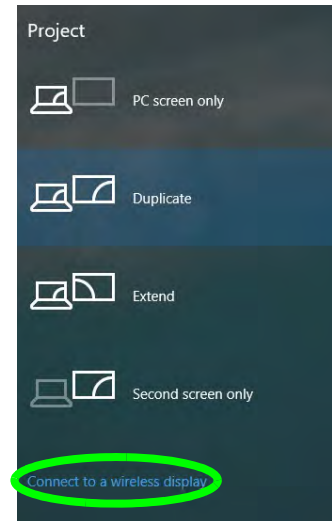 Project
PC screen only
Duplicate
Extend
Second screen only
Connect to a wireless display